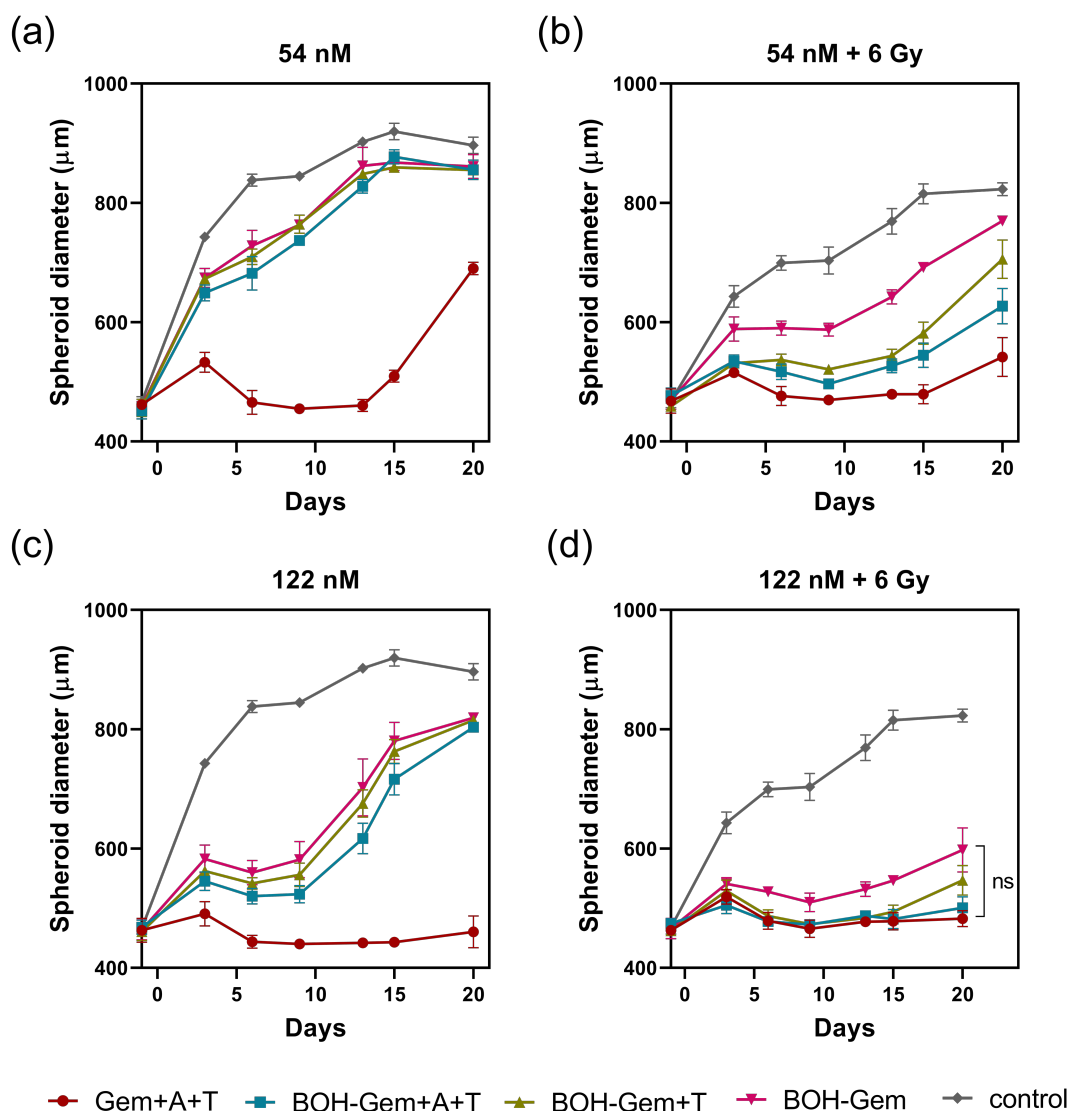 (a)
54 nM
1000
800
600
400
Spheroid diameter (μm)
0 5 10 15 20
Days
(b)
54 nM + 6 Gy
1000
800
600
400
Spheroid diameter (μm)
0 5 10 15 20
Days
(c)
122 nM
1000
800
600
400
Spheroid diameter (μm)
0 5 10 15 20
Days
(d)
122 nM + 6 Gy
1000
800
600
400
Spheroid diameter (μm)
ns
0 5 10 15 20
Days
Gem+A+T BOH-Gem+A+T BOH-Gem+T BOH-Gem control